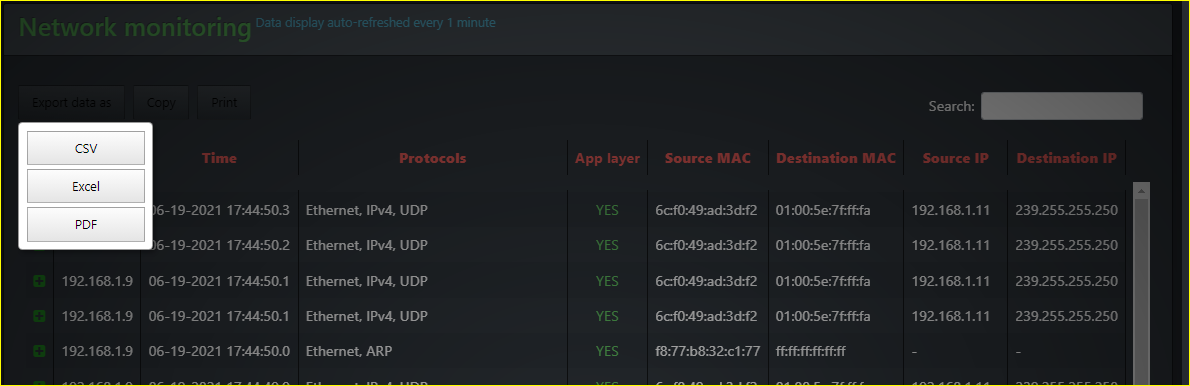 Network monitoring Data display auto-refreshed every 1 minute
Export data as Copy Print
Search:
CSV
Excel
PDF
Time Protocols App layer Source MAC Destination MAC Source IP Destination IP
06-19-2021 17:44:50.3 Ethernet, IPv4, UDP YES 6c:f0:49:ad:3d:f2 01:00:5e:7f:ff:fa 192.168.1.11 239.255.255.250
06-19-2021 17:44:50.2 Ethernet, IPv4, UDP YES 6c:f0:49:ad:3d:f2 01:00:5e:7f:ff:fa 192.168.1.11 239.255.255.250
192.168.1.9 06-19-2021 17:44:50.1 Ethernet, IPv4, UDP YES 6c:f0:49:ad:3d:f2 01:00:5e:7f:ff:fa 192.168.1.11 239.255.255.250
192.168.1.9 06-19-2021 17:44:50.1 Ethernet, IPv4, UDP YES 6c:f0:49:ad:3d:f2 01:00:5e:7f:ff:fa 192.168.1.11 239.255.255.250
192.168.1.9 06-19-2021 17:44:50.0 Ethernet, ARP YES f8:77:b8:32:c1:77 ff:ff:ff:ff:ff:ff - -